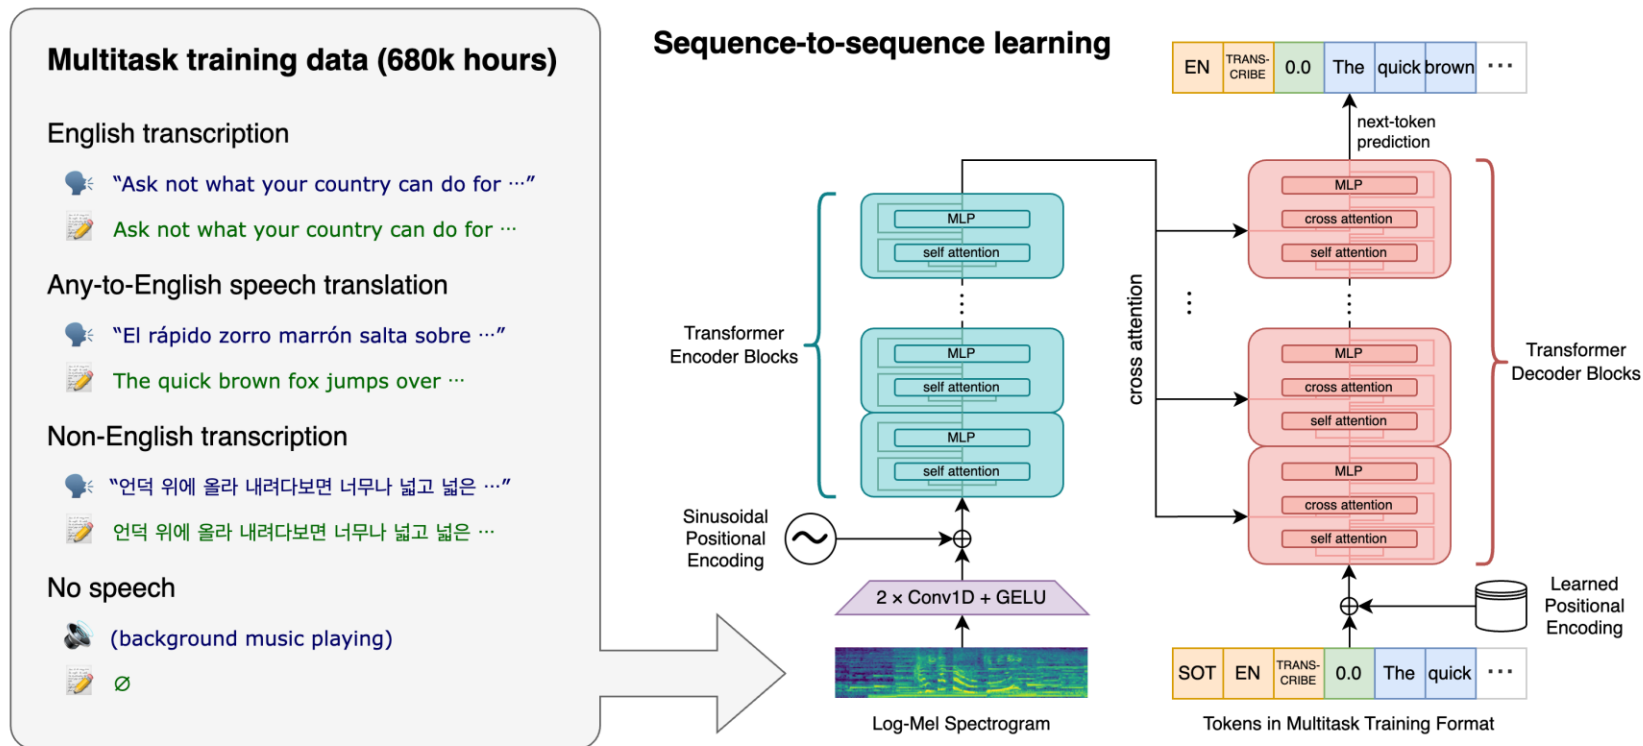 Multitask training data (680k hours)
English transcription
“Ask not what your country can do for ⋯”
Ask not what your country can do for ⋯
Any-to-English speech translation
“El rápido zorro marrón salta sobre ⋯”
The quick brown fox jumps over ⋯
Non-English transcription
“언덕 위에 올라 내려다보면 너무나 넓고 넓은 ⋯”
언덕 위에 올라 내려다보면 너무나 넓고 넓은 ⋯
No speech
(background music playing)
∅
Sequence-to-sequence learning
EN TRANS-CRIBE 0.0 The quick brown ⋯
next-token
prediction
MLP
self attention
⋮
MLP
self attention
MLP
self attention
Transformer
Encoder Blocks
Sinusoidal
Positional
Encoding
2 × Conv1D + GELU
Log-Mel Spectrogram
cross attention
⋮
MLP
cross attention
self attention
⋮
MLP
cross attention
self attention
MLP
cross attention
self attention
Transformer
Decoder Blocks
Learned
Positional
Encoding
SOT EN TRANS-CRIBE 0.0 The quick ⋯
Tokens in Multitask Training Format